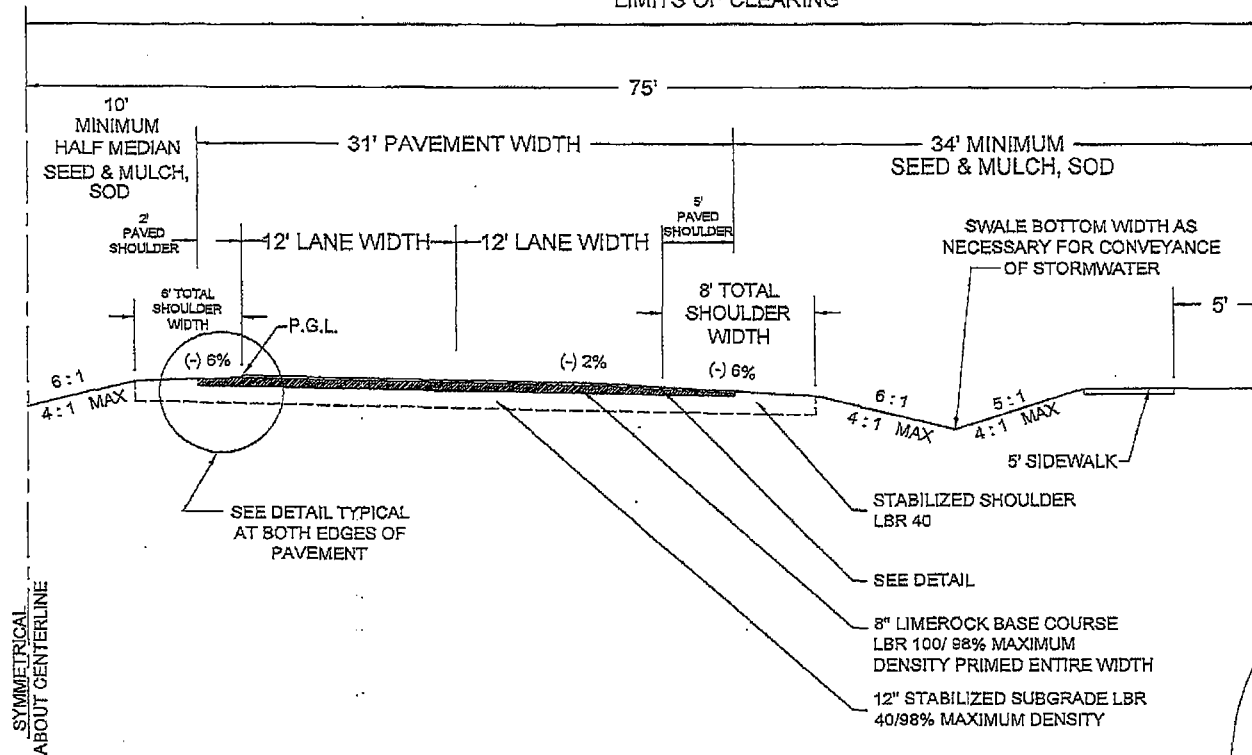 LIMITS OF CLEARING
75'
10'
MINIMUM
HALF MEDIAN
SEED & MULCH,
SOD
31' PAVEMENT WIDTH
34' MINIMUM
SEED & MULCH, SOD
2'
PAVED
SHOULDER
12' LANE WIDTH
12' LANE WIDTH
5'
PAVED
SHOULDER
SWALE BOTTOM WIDTH AS
NECESSARY FOR CONVEYANCE
OF STORMWATER
6' TOTAL
SHOULDER
WIDTH
P.G.L.
8' TOTAL
SHOULDER
WIDTH
5'
(-) 6%
(-) 2%
(-) 6%
6:1
4:1 MAX
6:1
4:1 MAX
5:1
4:1 MAX
5' SIDEWALK
SEE DETAIL TYPICAL
AT BOTH EDGES OF
PAVEMENT
STABILIZED SHOULDER
LBR 40
SEE DETAIL
8" LIMEROCK BASE COURSE
LBR 100/ 98% MAXIMUM
DENSITY PRIMED ENTIRE WIDTH
12" STABILIZED SUBGRADE LBR
40/98% MAXIMUM DENSITY
SYMMETRICAL
ABOUT CENTERLINE